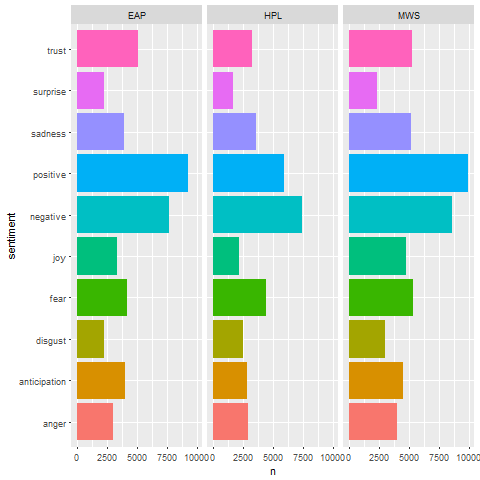 EAP HPL MWS
trust
surprise
sadness
positive
negative
joy
fear
disgust
anticipation
anger
sentiment
0 2500 5000 7500 10000 0 2500 5000 7500 10000 0 2500 5000 7500 10000
n